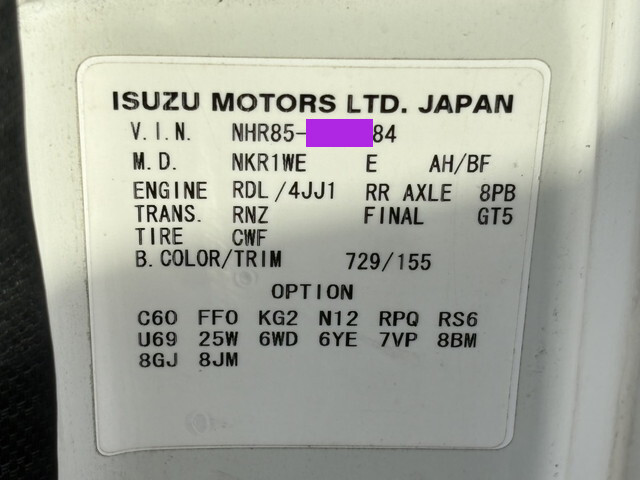 ISUZU MOTORS LTD. JAPAN
V.I.N. NHR85- 84
M.D. NKR1WE E AH/BF
ENGINE RDL/4JJ1 RR AXLE 8PB
TRANS. RNZ FINAL GT5
TIRE CWF
B.COLOR/TRIM 729/155
OPTION
C60 FF0 KG2 N12 RPQ RS6
U69 25W 6WD 6YE 7VP 8BM
8GJ 8JM